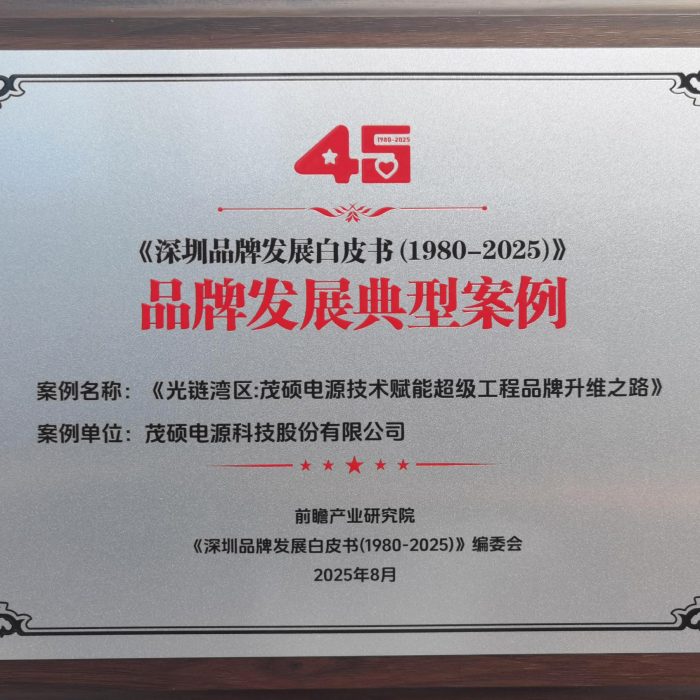 45
1980-2025
《深圳品牌发展白皮书(1980-2025)》
品牌发展典型案例
案例名称：《光链湾区:茂硕电源技术赋能超级工程品牌升维之路》
案例单位：茂硕电源科技股份有限公司
前瞻产业研究院
《深圳品牌发展白皮书(1980-2025)》编委会
2025年8月